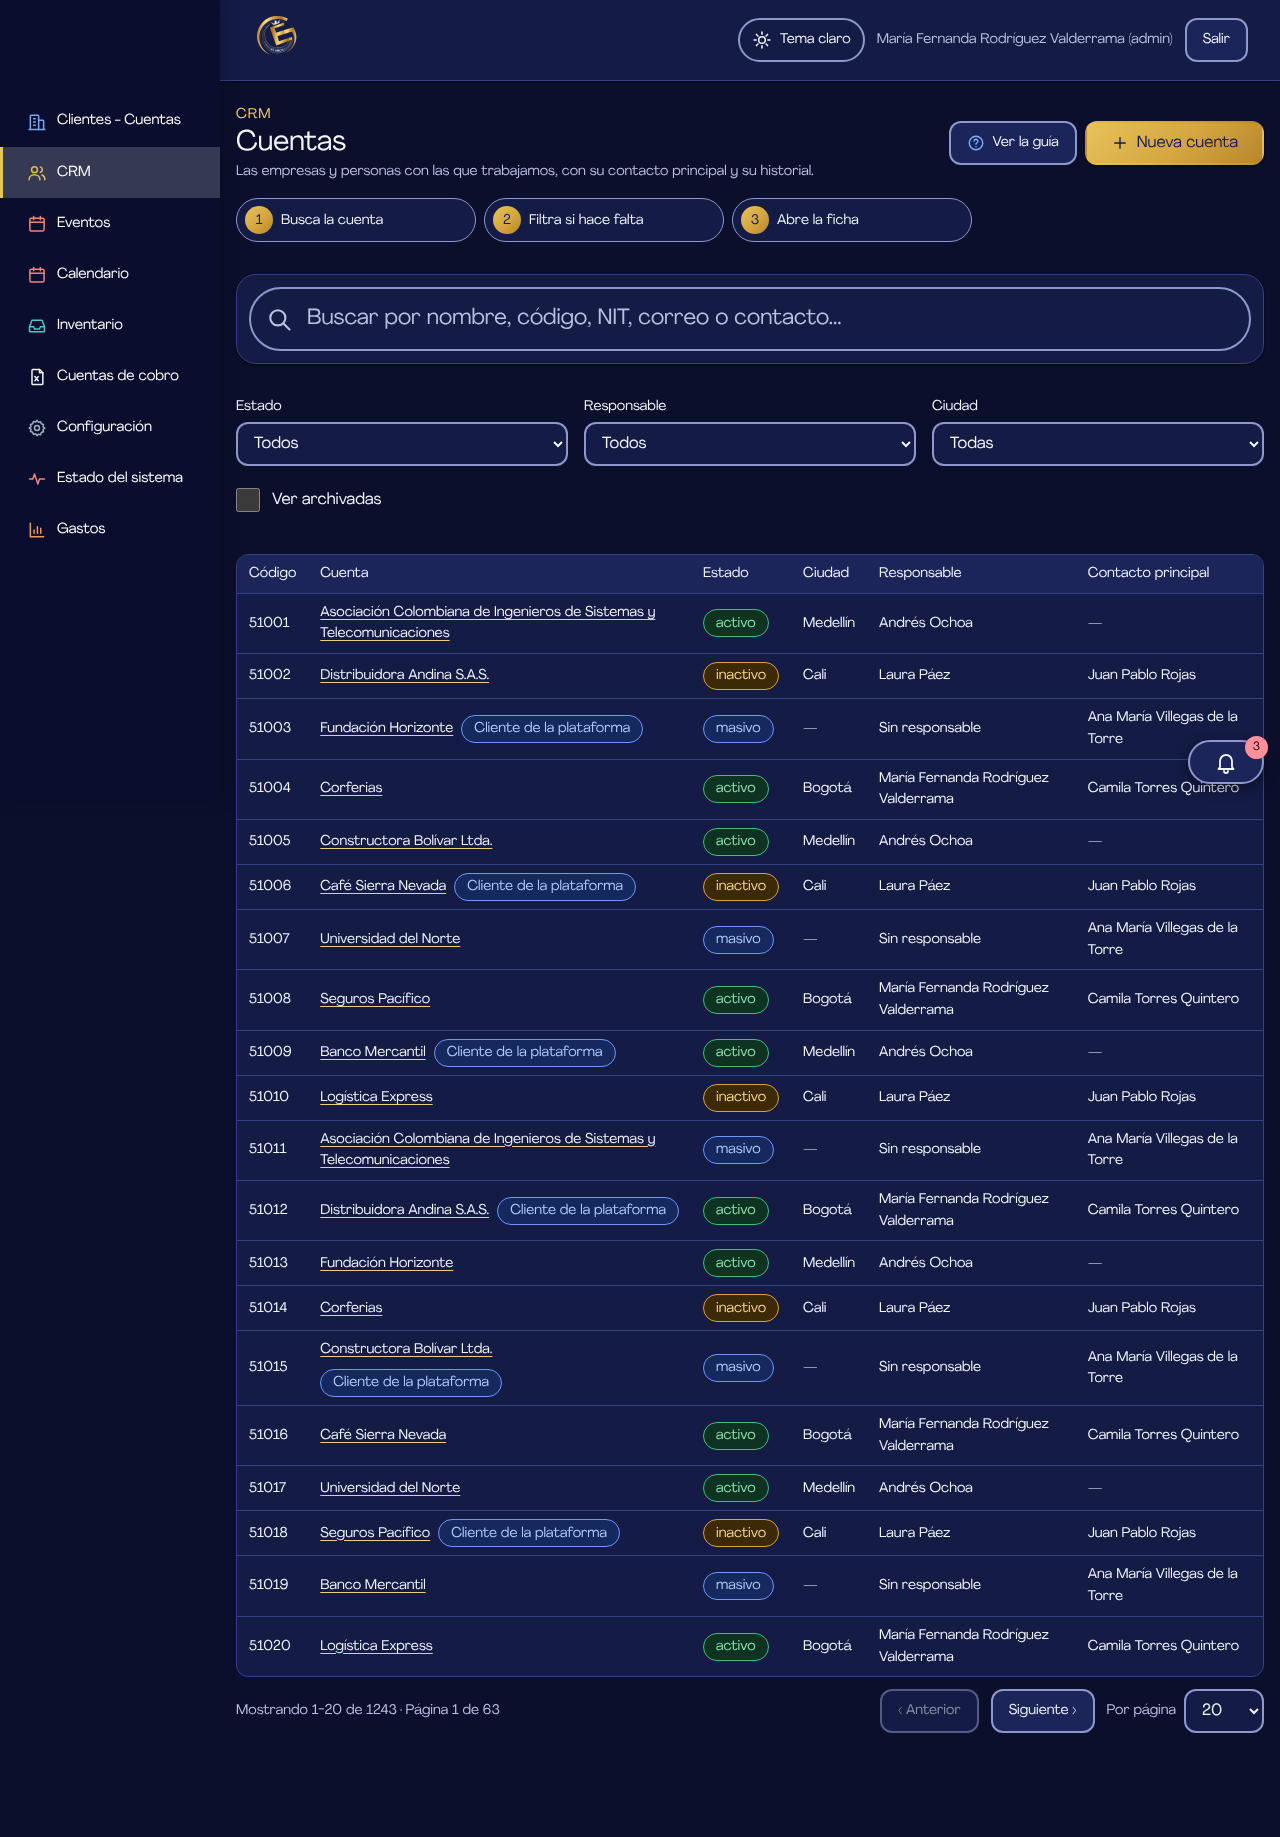 Tema claro
María Fernanda Rodríguez Valderrama (admin)
Salir
Clientes - Cuentas
CRM
Eventos
Calendario
Inventario
Cuentas de cobro
Configuración
Estado del sistema
Gastos
CRM
Cuentas
Las empresas y personas con las que trabajamos, con su contacto principal y su historial.
Ver la guía
Nueva cuenta
1 Busca la cuenta
2 Filtra si hace falta
3 Abre la ficha
Buscar por nombre, código, NIT, correo o contacto...
Estado
Todos
Responsable
Todos
Ciudad
Todas
Ver archivadas
Código Cuenta Estado Ciudad Responsable Contacto principal
51001 Asociación Colombiana de Ingenieros de Sistemas y
Telecomunicaciones activo Medellín Andrés Ochoa —
51002 Distribuidora Andina S.A.S. inactivo Cali Laura Páez Juan Pablo Rojas
51003 Fundación Horizonte Cliente de la plataforma masivo — Sin responsable Ana María Villegas de la
Torre
3
51004 Corferias activo Bogotá María Fernanda Rodríguez
Valderrama Camila Torres Quintero
51005 Constructora Bolívar Ltda. activo Medellín Andrés Ochoa —
51006 Café Sierra Nevada Cliente de la plataforma inactivo Cali Laura Páez Juan Pablo Rojas
51007 Universidad del Norte masivo — Sin responsable Ana María Villegas de la
Torre
51008 Seguros Pacífico activo Bogotá María Fernanda Rodríguez
Valderrama Camila Torres Quintero
51009 Banco Mercantil Cliente de la plataforma activo Medellín Andrés Ochoa —
51010 Logística Express inactivo Cali Laura Páez Juan Pablo Rojas
51011 Asociación Colombiana de Ingenieros de Sistemas y
Telecomunicaciones masivo — Sin responsable Ana María Villegas de la
Torre
51012 Distribuidora Andina S.A.S. Cliente de la plataforma activo Bogotá María Fernanda Rodríguez
Valderrama Camila Torres Quintero
51013 Fundación Horizonte activo Medellín Andrés Ochoa —
51014 Corferias inactivo Cali Laura Páez Juan Pablo Rojas
51015 Constructora Bolívar Ltda.
Cliente de la plataforma masivo — Sin responsable Ana María Villegas de la
Torre
51016 Café Sierra Nevada activo Bogotá María Fernanda Rodríguez
Valderrama Camila Torres Quintero
51017 Universidad del Norte activo Medellín Andrés Ochoa —
51018 Seguros Pacífico Cliente de la plataforma inactivo Cali Laura Páez Juan Pablo Rojas
51019 Banco Mercantil masivo — Sin responsable Ana María Villegas de la
Torre
51020 Logística Express activo Bogotá María Fernanda Rodríguez
Valderrama Camila Torres Quintero
Mostrando 1-20 de 1243 · Página 1 de 63
‹ Anterior
Siguiente ›
Por página
20